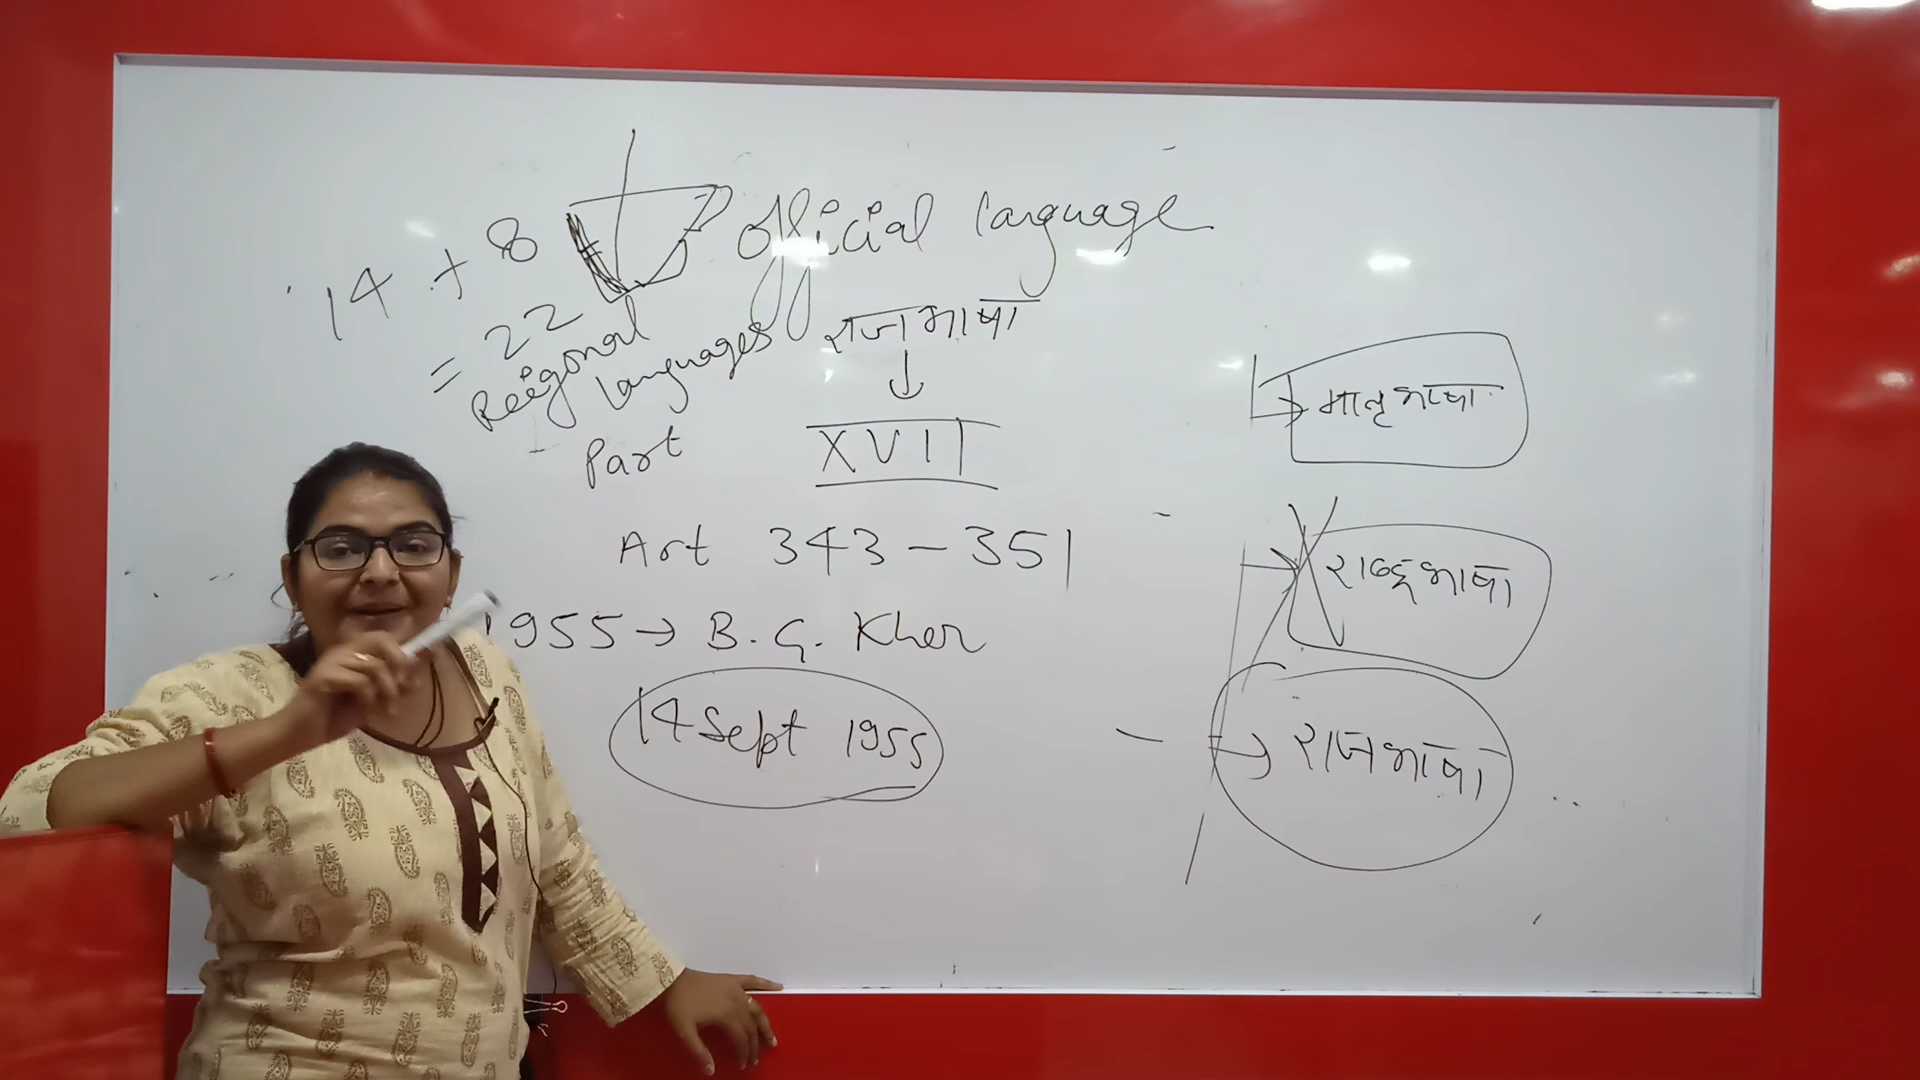 14 + 8
= 22
Reigonal
languages
official language
राजभाषा
Part XVII
Art 343 - 351
1955 → B. G. Kher
14 Sept 1955
मातृभाषा
राष्ट्रभाषा
राजभाषा